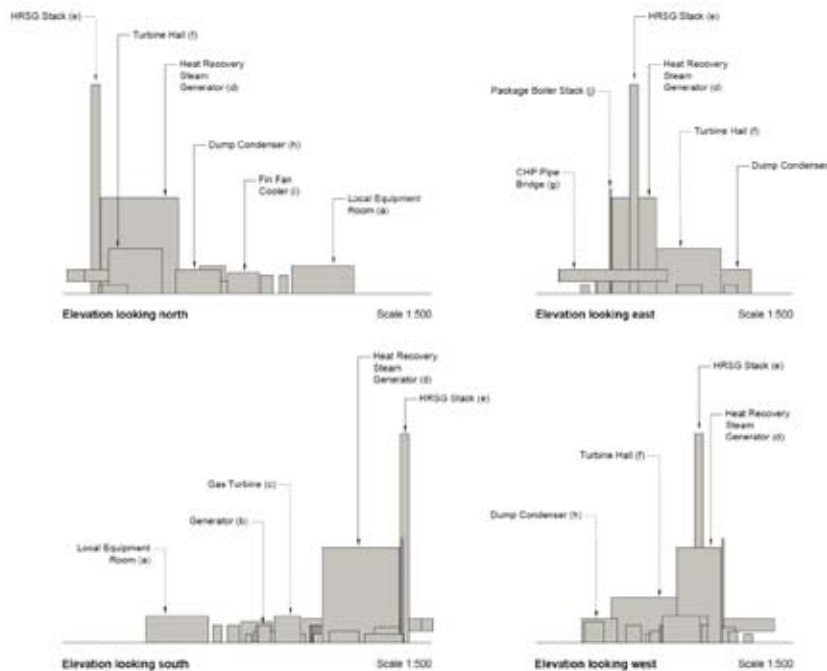 HRSG Stack (e)
Turbine Hall (f)
Heat Recovery
Steam
Generator (d)
Dump Condenser (h)
Fin Fan
Cooler (i)
Local Equipment
Room (a)
Elevation looking north
Scale 1:500
HRSG Stack (e)
Heat Recovery
Steam
Generator (d)
Package Boiler Stack (j)
Turbine Hall (f)
CHP Pipe
Bridge (g)
Dump Condenser
Elevation looking east
Scale 1:500
Heat Recovery
Steam
Generator (d)
HRSG Stack (e)
Gas Turbine (c)
Generator (b)
Local Equipment
Room (a)
Elevation looking south
Scale 1:500
HRSG Stack (e)
Heat Recovery
Steam
Generator (d)
Turbine Hall (f)
Dump Condenser (h)
Elevation looking west
Scale 1:500